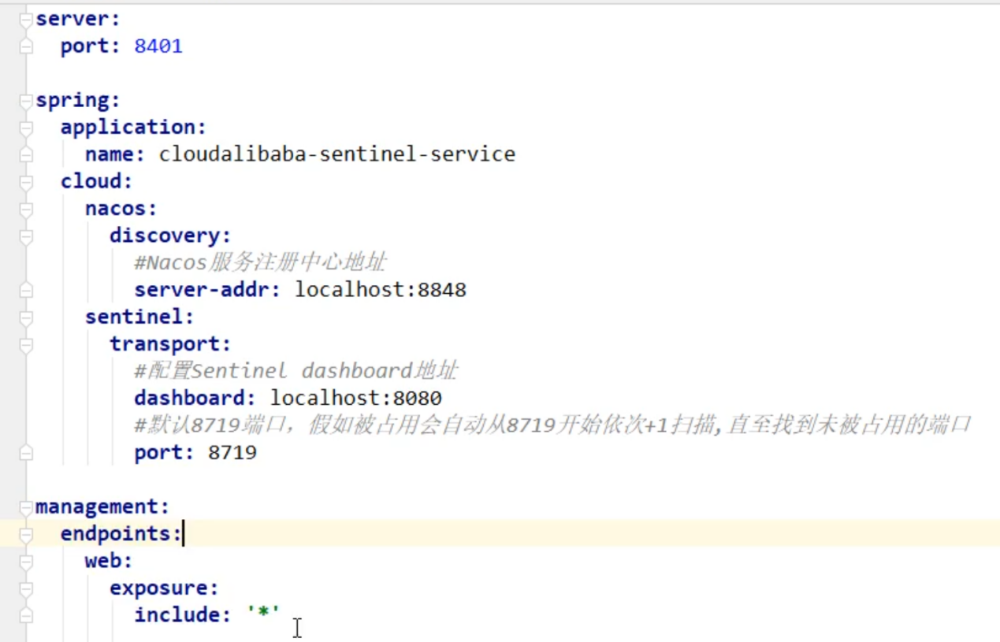 server:
  port: 8401
spring:
  application:
    name: cloudalibaba-sentinel-service
  cloud:
    nacos:
      discovery:
        #Nacos服务注册中心地址
        server-addr: localhost:8848
    sentinel:
      transport:
        #配置Sentinel dashboard地址
        dashboard: localhost:8080
        #默认8719端口，假如被占用会自动从8719开始依次+1扫描,直至找到未被占用的端口
        port: 8719
management:
  endpoints:
    web:
      exposure:
        include: '*'